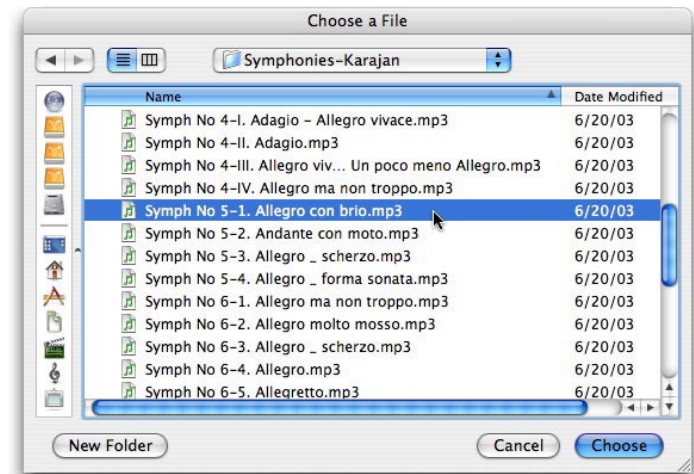 Choose a File
Symphonies-Karajan
Name Date Modified
Symph No 4-I. Adagio - Allegro vivace.mp3 6/20/03
Symph No 4-II. Adagio.mp3 6/20/03
Symph No 4-III. Allegro viv... Un poco meno Allegro.mp3 6/20/03
Symph No 4-IV. Allegro ma non troppo.mp3 6/20/03
Symph No 5-1. Allegro con brio.mp3 6/20/03
Symph No 5-2. Andante con moto.mp3 6/20/03
Symph No 5-3. Allegro _ scherzo.mp3 6/20/03
Symph No 5-4. Allegro _ forma sonata.mp3 6/20/03
Symph No 6-1. Allegro ma non troppo.mp3 6/20/03
Symph No 6-2. Allegro molto mosso.mp3 6/20/03
Symph No 6-3. Allegro _ scherzo.mp3 6/20/03
Symph No 6-4. Allegro.mp3 6/20/03
Symph No 6-5. Allegretto.mp3 6/20/03
New Folder Cancel Choose